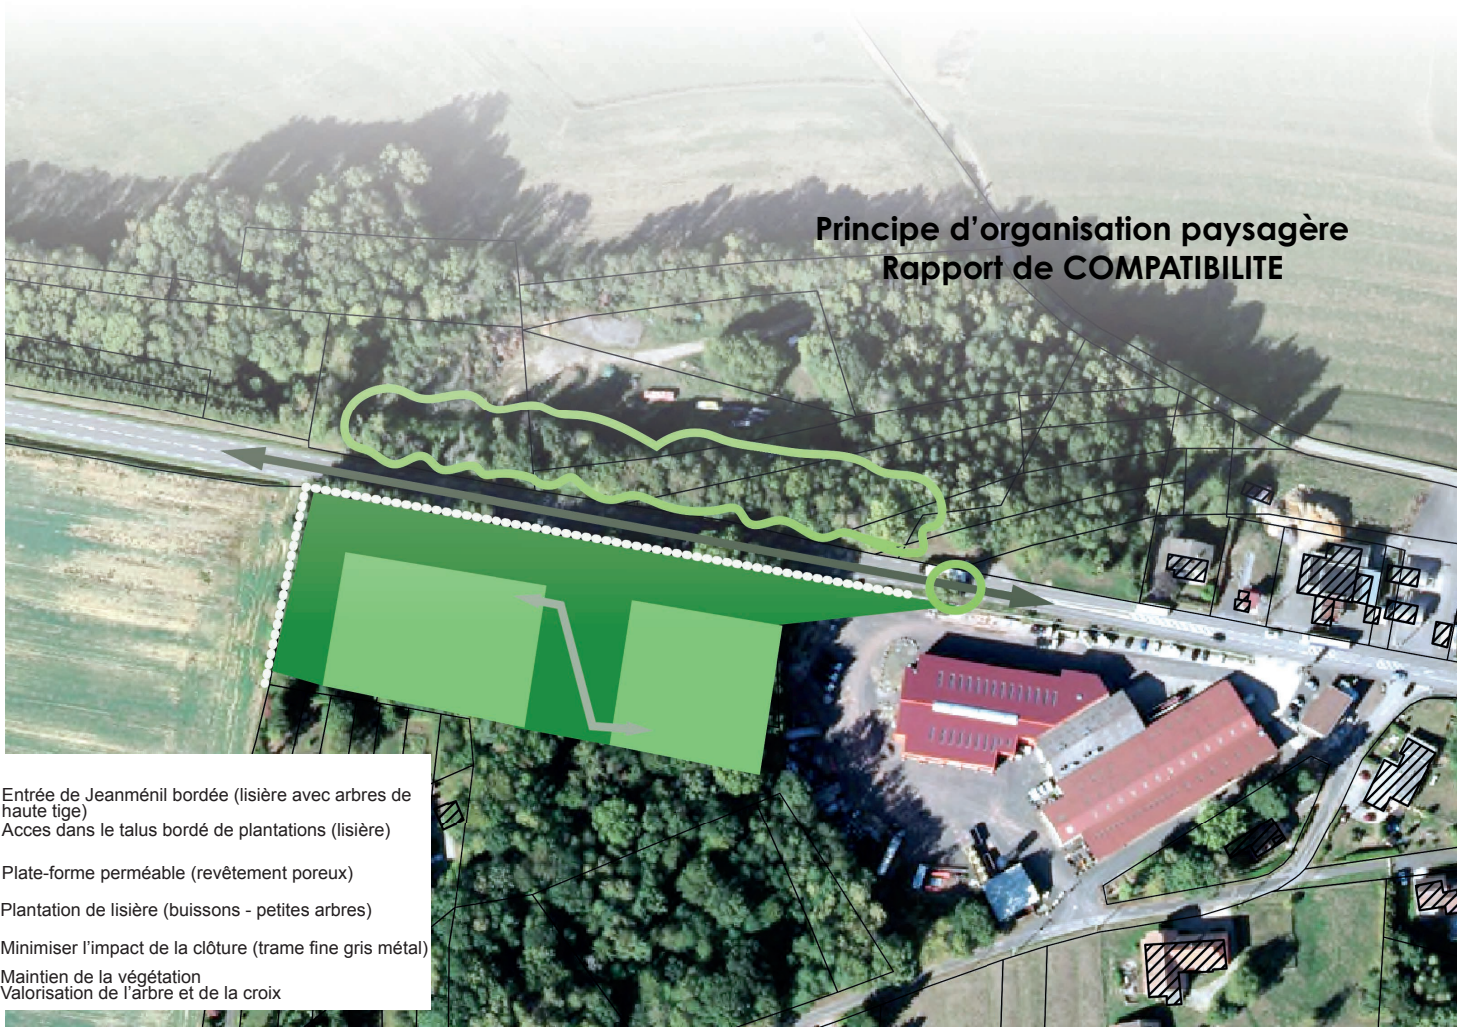 Principe d'organisation paysagère
Rapport de COMPATIBILITE
Entrée de Jeanménil bordée (lisière avec arbres de
haute tige)
Acces dans le talus bordé de plantations (lisière)
Plate-forme perméable (revêtement poreux)
Plantation de lisière (buissons - petites arbres)
Minimiser l'impact de la clôture (trame fine gris métal)
Maintien de la végétation
Valorisation de l'arbre et de la croix